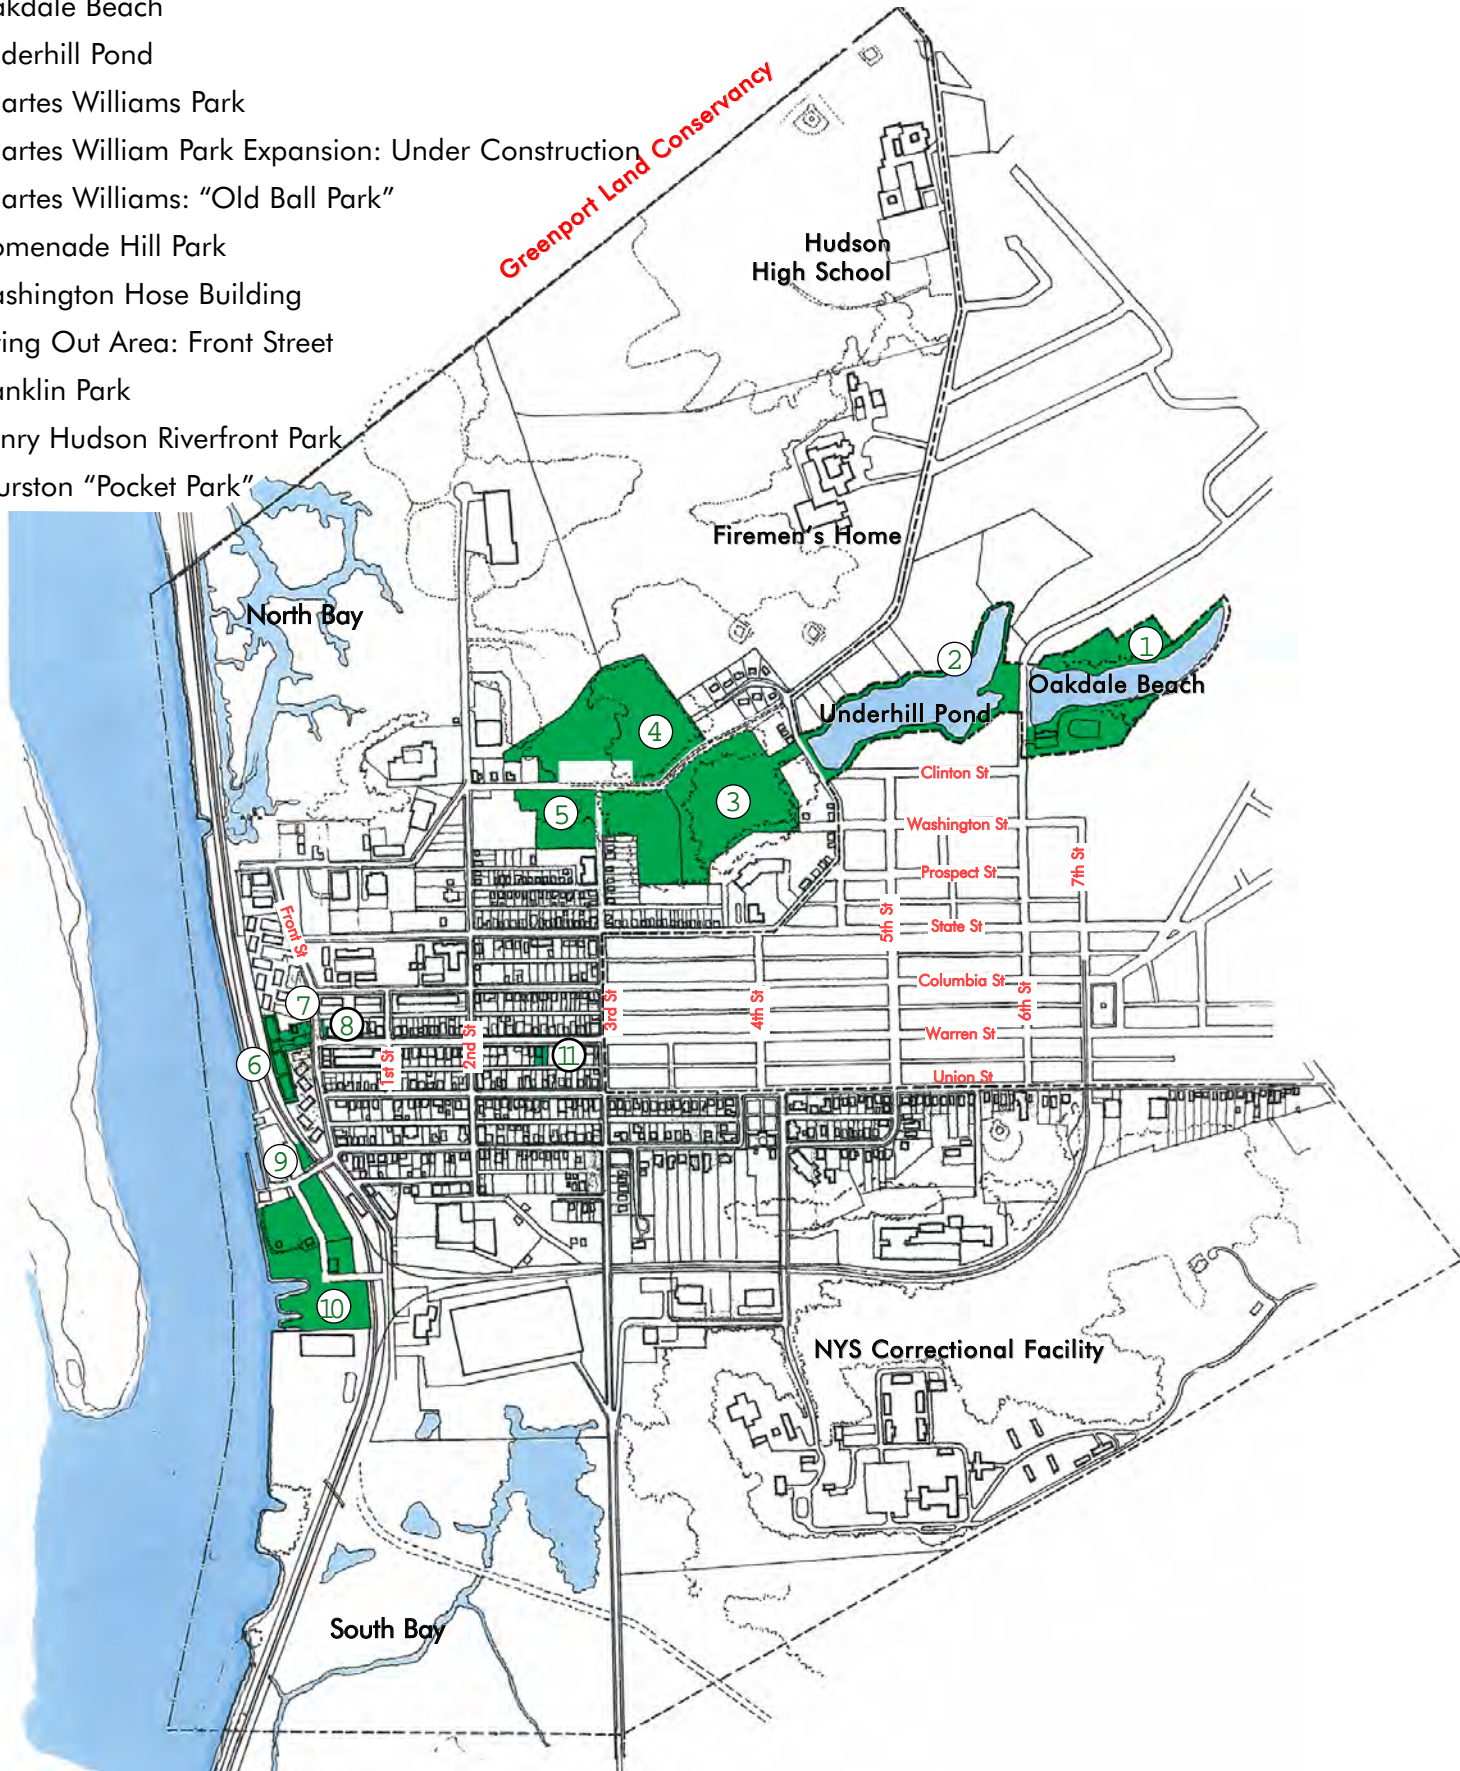 akdale Beach
derhill Pond
artes Williams Park
artes William Park Expansion: Under Construction
artes Williams: “Old Ball Park”
omenade Hill Park
ashington Hose Building
ing Out Area: Front Street
anklin Park
nry Hudson Riverfront Park
urston “Pocket Park”
Greenport Land Conservancy
Hudson
High School
Firemen's Home
North Bay
1
2
Oakdale Beach
Underhill Pond
4
3
5
Clinton St
Washington St
7th St
Prospect St
5th St
State St
Front St
Columbia St
6th St
7
8
3rd St
4th St
Warren St
2nd St
11
1st St
6
Union St
9
10
NYS Correctional Facility
South Bay